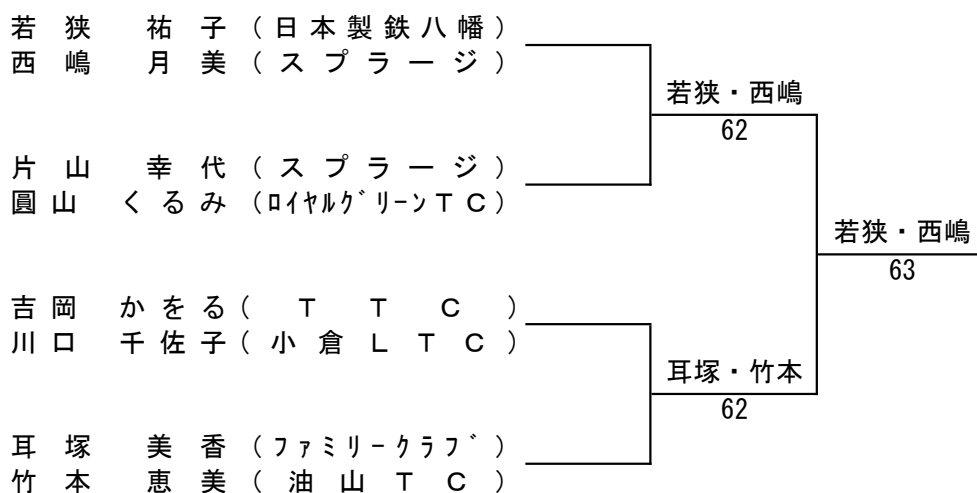 若狭 祐子(日本製鉄八幡)
西嶋 月美(スプラージ)
若狭・西嶋
62
片山 幸代(スプラージ)
圓山 くるみ(ﾛｲﾔﾙｸﾞﾘｰﾝTC)
若狭・西嶋
63
吉岡 かをる(TTC)
川口 千佐子(小倉LTC)
耳塚・竹本
62
耳塚 美香(ﾌｧﾐﾘｰｸﾗﾌﾞ)
竹本 恵美(油山TC)